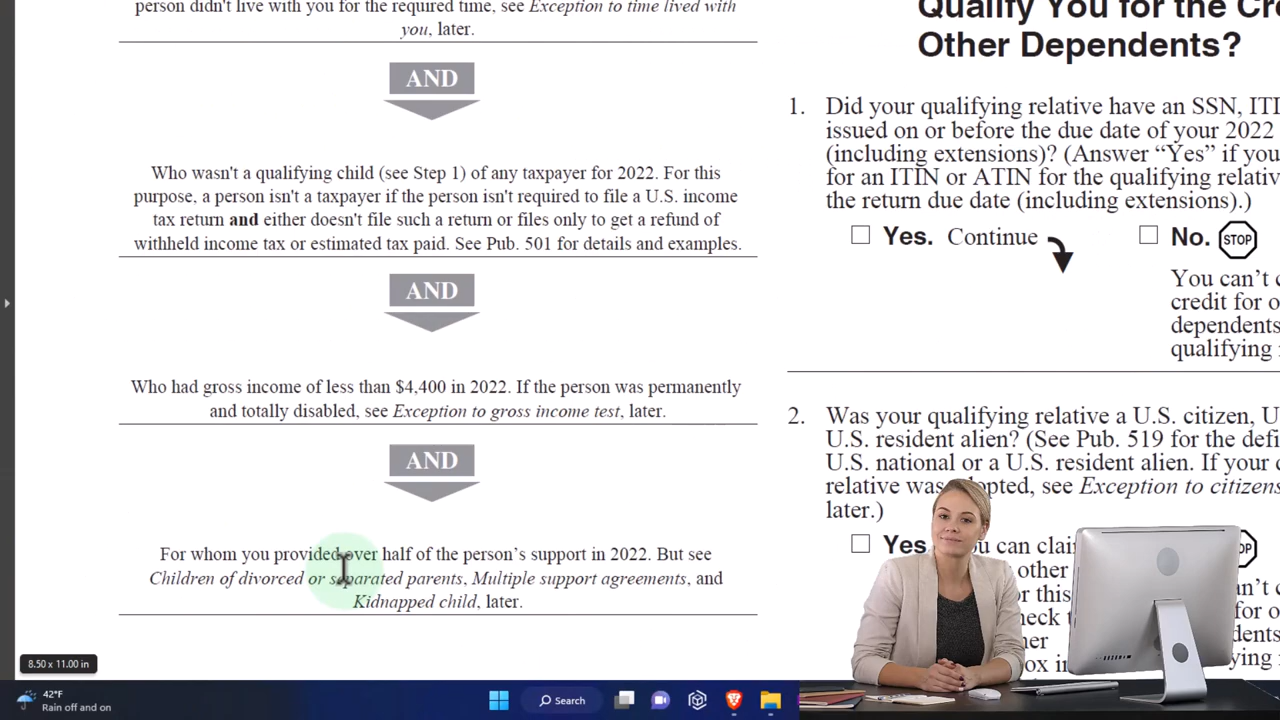 person didn't live with you for the required time, see Exception to time lived with
you, later.
AND
Who wasn't a qualifying child (see Step 1) of any taxpayer for 2022. For this
purpose, a person isn't a taxpayer if the person isn't required to file a U.S. income
tax return and either doesn't file such a return or files only to get a refund of
withheld income tax or estimated tax paid. See Pub. 501 for details and examples.
AND
Who had gross income of less than $4,400 in 2022. If the person was permanently
and totally disabled, see Exception to gross income test, later.
AND
For whom you provided over half of the person's support in 2022. But see
Children of divorced or separated parents, Multiple support agreements, and
Kidnapped child, later.
Qualify You for the
Other Dependents?
1. Did your qualifying relative have an SSN,
issued on or before the due date of your 2022
(including extensions)? (Answer “Yes” if you
for an ITIN or ATIN for the qualifying
the return due date (including extensions).)
Yes. Continue
No. STOP
You can't
credit for
dependents
qualifying
2. Was your qualifying relative a U.S. citizen,
U.S. resident alien? (See Pub. 519 for the
U.S. national or a U.S. resident alien. If your
relative was adopted, see Exception to
later.)
Yes.
other
8.50 x 11.00 in
42°F
Rain off and on
Search